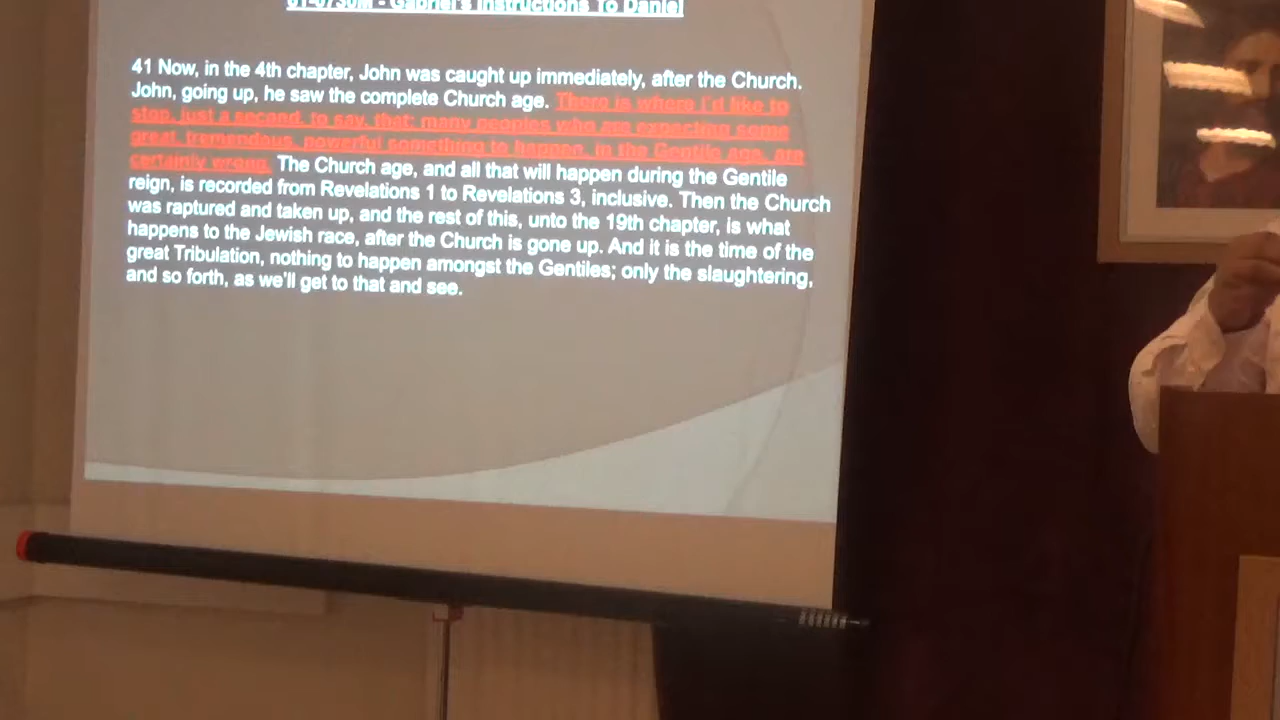 61-0730M - Gabriel's Instructions To Daniel
41 Now, in the 4th chapter, John was caught up immediately, after the Church.
John, going up, he saw the complete Church age. There is where I'd like to
stop, just a second, to say, that; many peoples who are expecting some
great, tremendous, powerful something to happen, in the Gentile age, are
certainly wrong. The Church age, and all that will happen during the Gentile
reign, is recorded from Revelations 1 to Revelations 3, inclusive. Then the Church
was raptured and taken up, and the rest of this, unto the 19th chapter, is what
happens to the Jewish race, after the Church is gone up. And it is the time of the
great Tribulation, nothing to happen amongst the Gentiles; only the slaughtering,
and so forth, as we'll get to that and see.